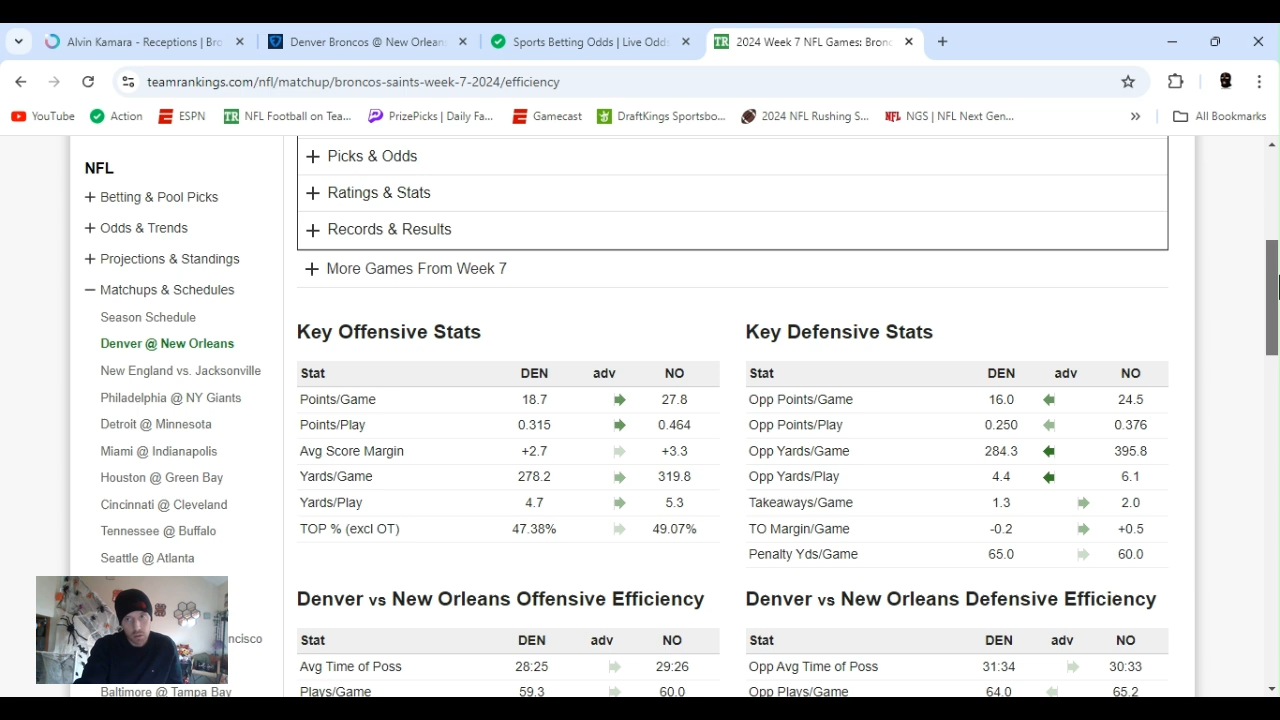 Alvin Kamara - Receptions | Bro
Denver Broncos @ New Orlean
Sports Betting Odds | Live Odds
TR 2024 Week 7 NFL Games: Bronc
teamrankings.com/nfl/matchup/broncos-saints-week-7-2024/efficiency
YouTube
Action
ESPN
TR NFL Football on Tea...
PrizePicks | Daily Fa...
Gamecast
DraftKings Sportsbo...
2024 NFL Rushing S...
NFL NGS | NFL Next Gen...
»
All Bookmarks
NFL
+ Betting & Pool Picks
+ Odds & Trends
+ Projections & Standings
− Matchups & Schedules
Season Schedule
Denver @ New Orleans
New England vs. Jacksonville
Philadelphia @ NY Giants
Detroit @ Minnesota
Miami @ Indianapolis
Houston @ Green Bay
Cincinnati @ Cleveland
Tennessee @ Buffalo
Seattle @ Atlanta
ncisco
Baltimore @ Tampa Bay
+ Picks & Odds
+ Ratings & Stats
+ Records & Results
+ More Games From Week 7
Key Offensive Stats
Stat DEN adv NO
Points/Game 18.7 27.8
Points/Play 0.315 0.464
Avg Score Margin +2.7 +3.3
Yards/Game 278.2 319.8
Yards/Play 4.7 5.3
TOP % (excl OT) 47.38% 49.07%
Key Defensive Stats
Stat DEN adv NO
Opp Points/Game 16.0 24.5
Opp Points/Play 0.250 0.376
Opp Yards/Game 284.3 395.8
Opp Yards/Play 4.4 6.1
Takeaways/Game 1.3 2.0
TO Margin/Game -0.2 +0.5
Penalty Yds/Game 65.0 60.0
Denver vs New Orleans Offensive Efficiency
Stat DEN adv NO
Avg Time of Poss 28:25 29:26
Plays/Game 59.3 60.0
Denver vs New Orleans Defensive Efficiency
Stat DEN adv NO
Opp Avg Time of Poss 31:34 30:33
Opp Plays/Game 64.0 65.2